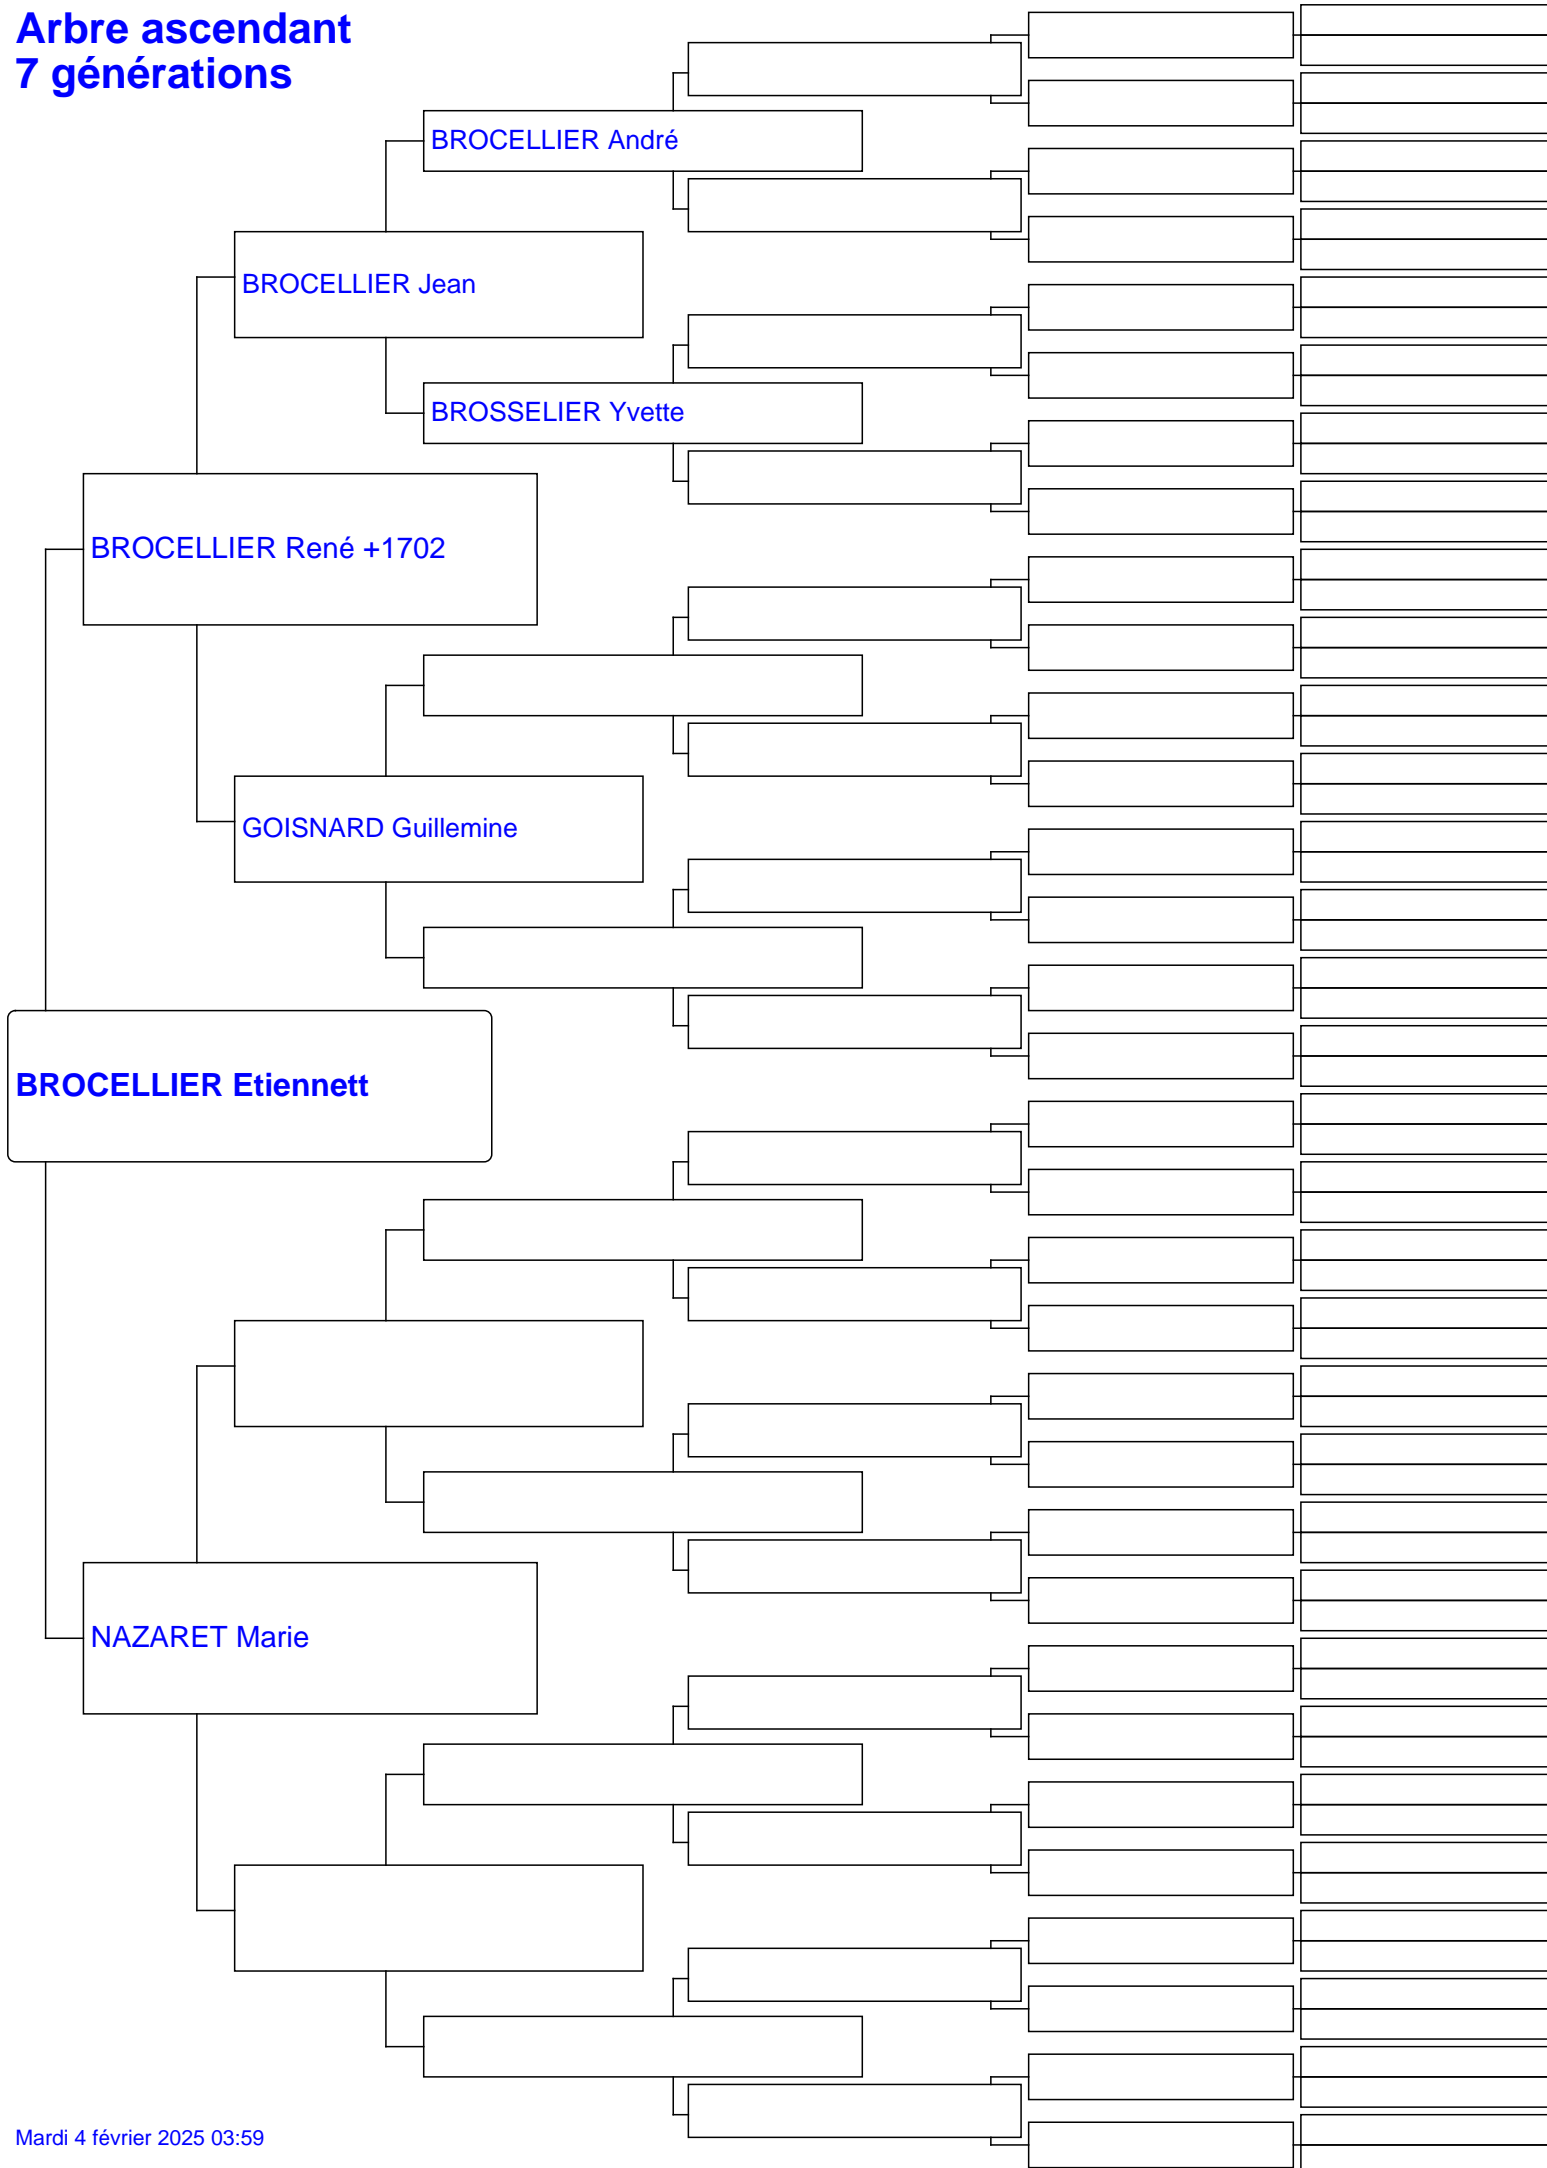 Arbre ascendant
7 générations
BROCELLIER André
BROCELLIER Jean
BROSSELIER Yvette
BROCELLIER René +1702
GOISNARD Guillemine
BROCELLIER Etiennett
NAZARET Marie
Mardi 4 février 2025 03:59